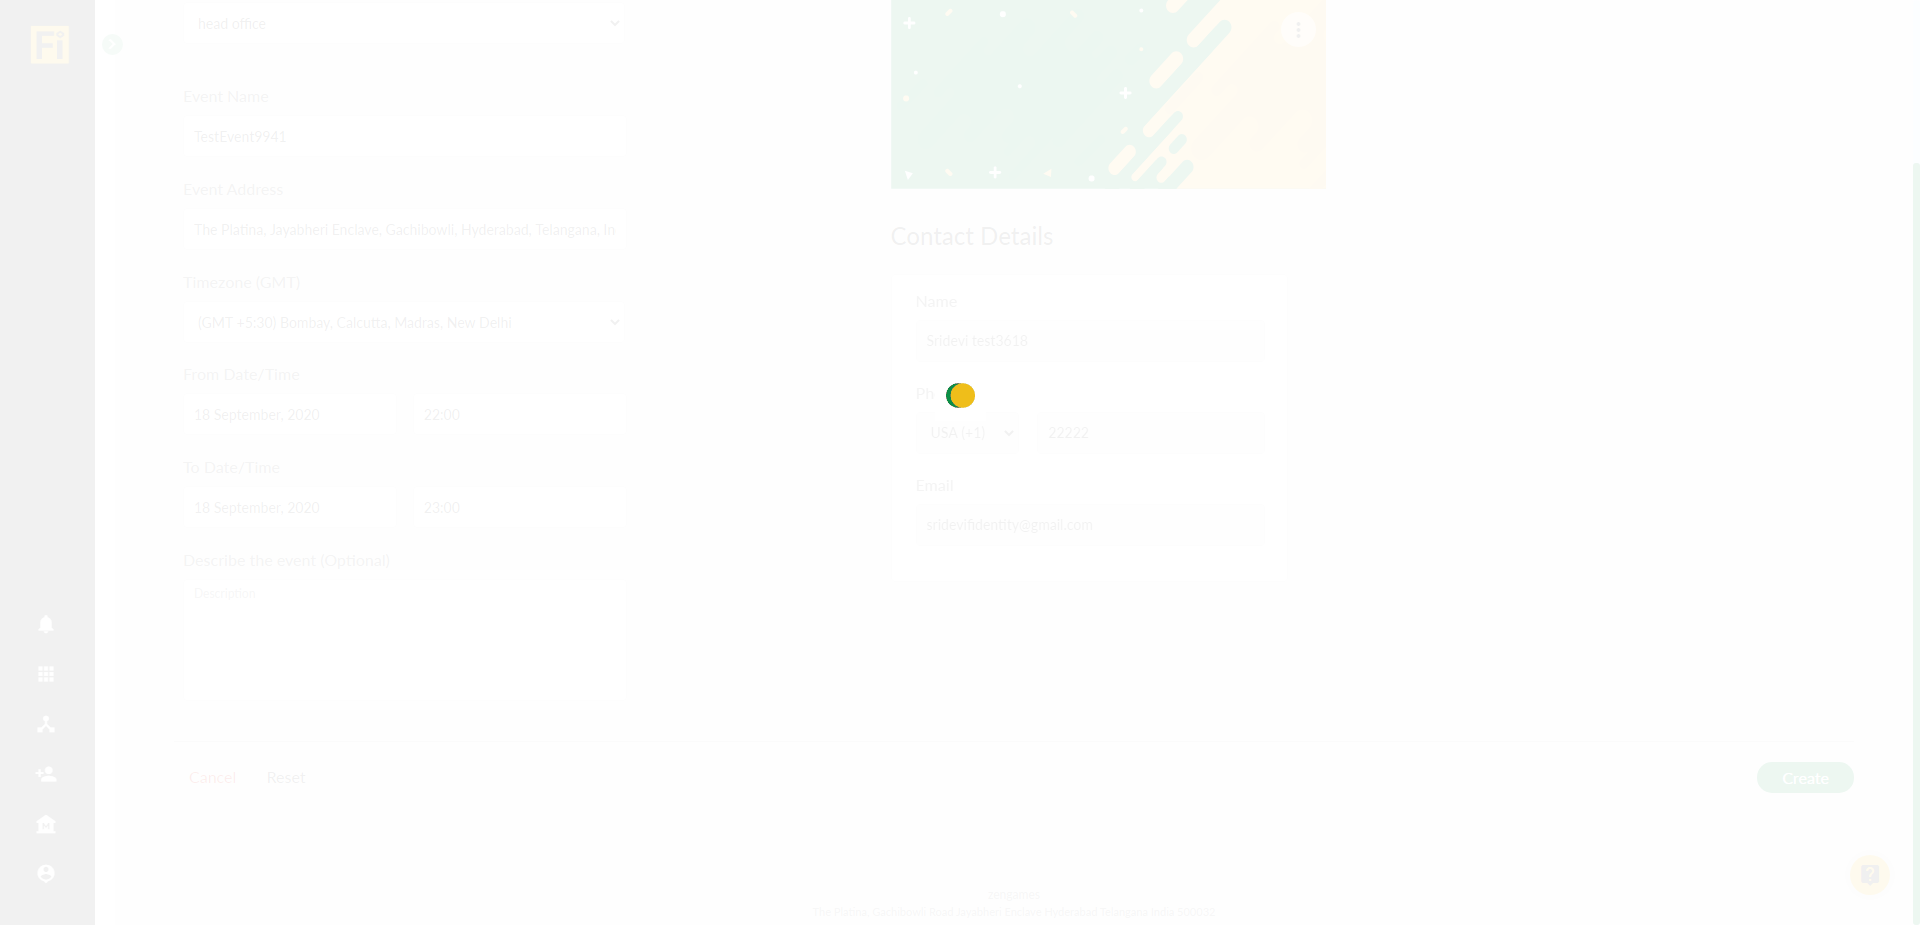 Fi
head office
Event Name
TestEvent9941
Event Address
The Platina, Jayabheri Enclave, Gachibowli, Hyderabad, Telangana, In
Timezone (GMT)
(GMT +5:30) Bombay, Calcutta, Madras, New Delhi
From Date/Time
18 September, 2020 22:00
To Date/Time
18 September, 2020 23:00
Describe the event (Optional)
Description
Contact Details
Name
Sridevi test3618
Ph
USA (+1) 22222
Email
sridevifidentity@gmail.com
Cancel Reset Create